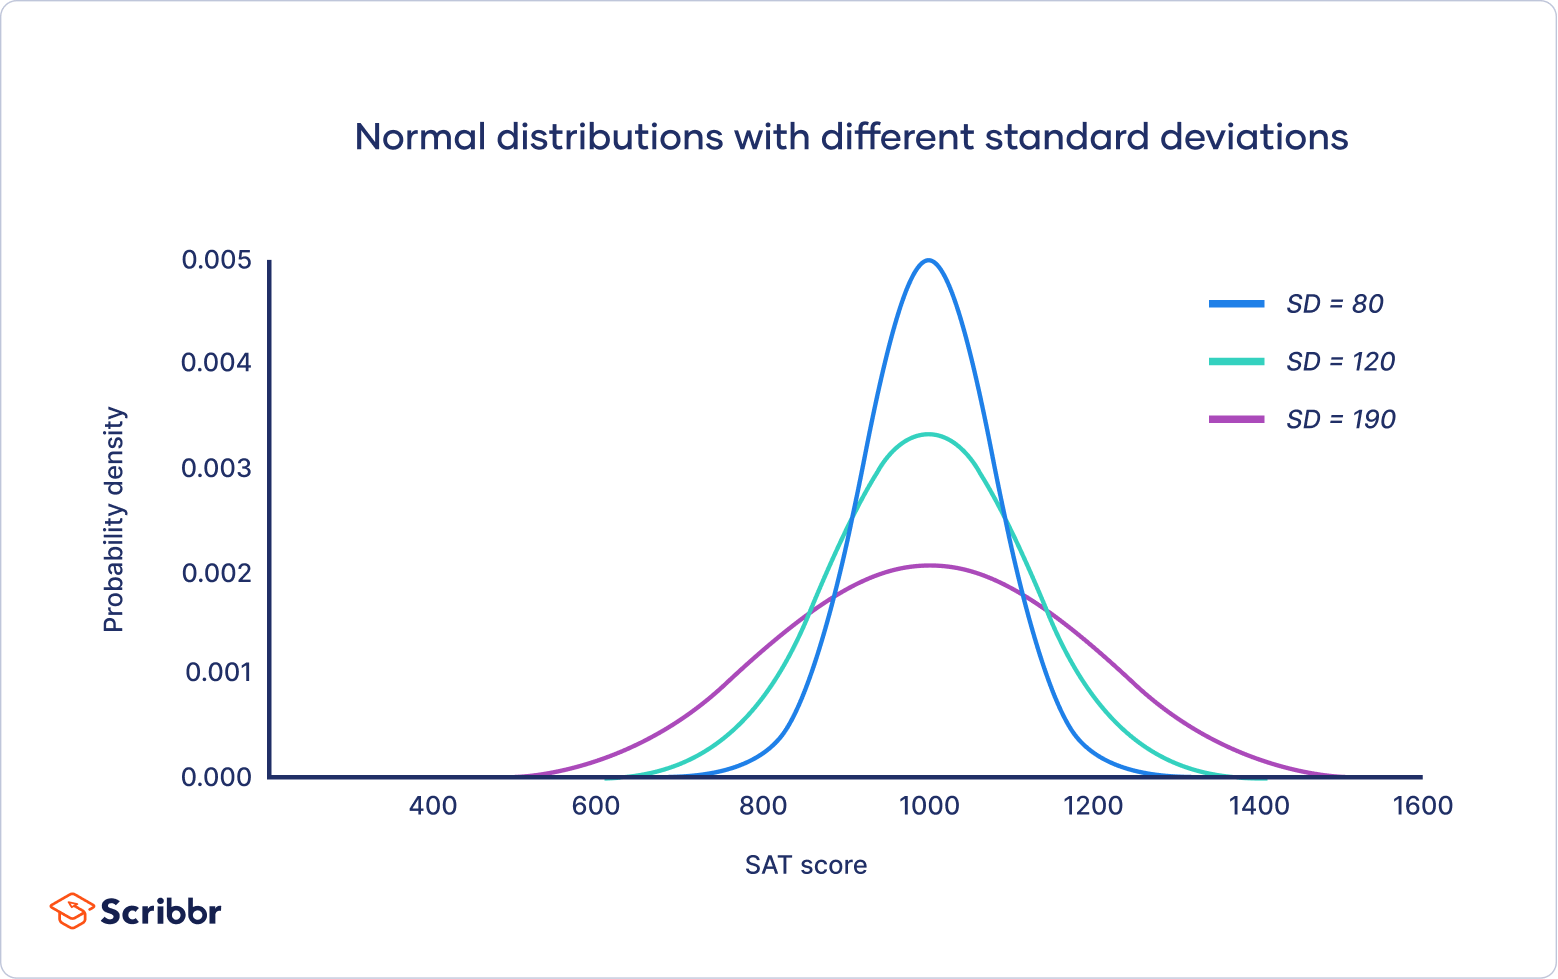 Normal distributions with different standard deviations
0.005
0.004
0.003
0.002
0.001
0.000
Probability density
SD = 80
SD = 120
SD = 190
400 600 800 1000 1200 1400 1600
SAT score
Scribbr